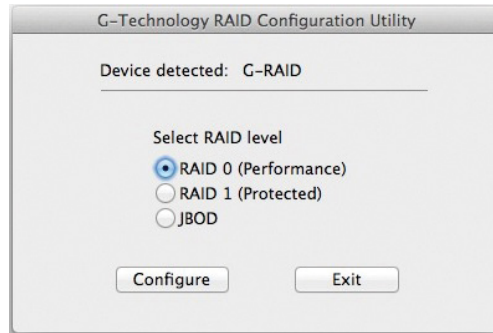 G-Technology RAID Configuration Utility
Device detected: G-RAID
Select RAID level
RAID 0 (Performance)
RAID 1 (Protected)
JBOD
Configure Exit